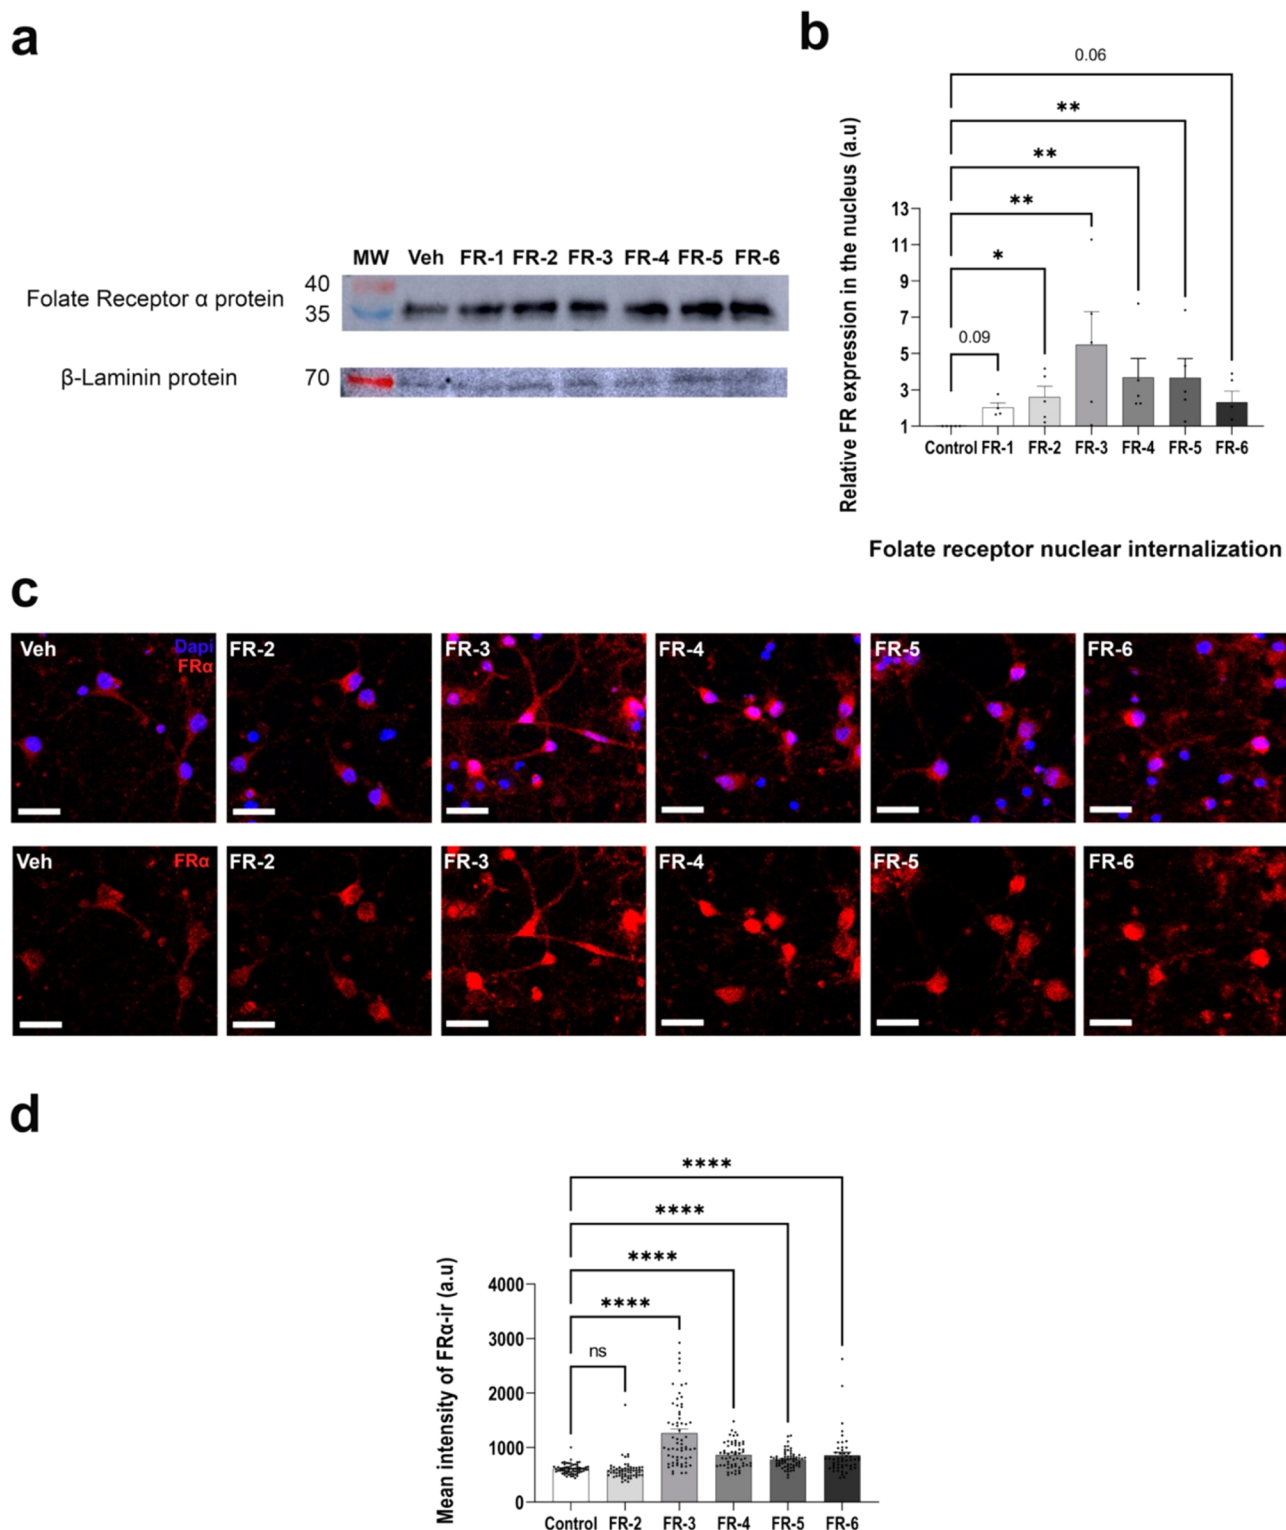 a
MW Veh FR-1 FR-2 FR-3 FR-4 FR-5 FR-6
Folate Receptor α protein
40
35
β-Laminin protein
70
b
0.06
**
**
**
*
0.09
Relative FR expression in the nucleus (a.u)
13
11
9
7
5
3
1
Control FR-1 FR-2 FR-3 FR-4 FR-5 FR-6
Folate receptor nuclear internalization
c
Veh Dapi FR-2 FR-3 FR-4 FR-5 FR-6
FRα
Veh FRα FR-2 FR-3 FR-4 FR-5 FR-6
d
****
****
****
****
ns
Mean intensity of FRα-ir (a.u)
4000
3000
2000
1000
0
Control FR-2 FR-3 FR-4 FR-5 FR-6